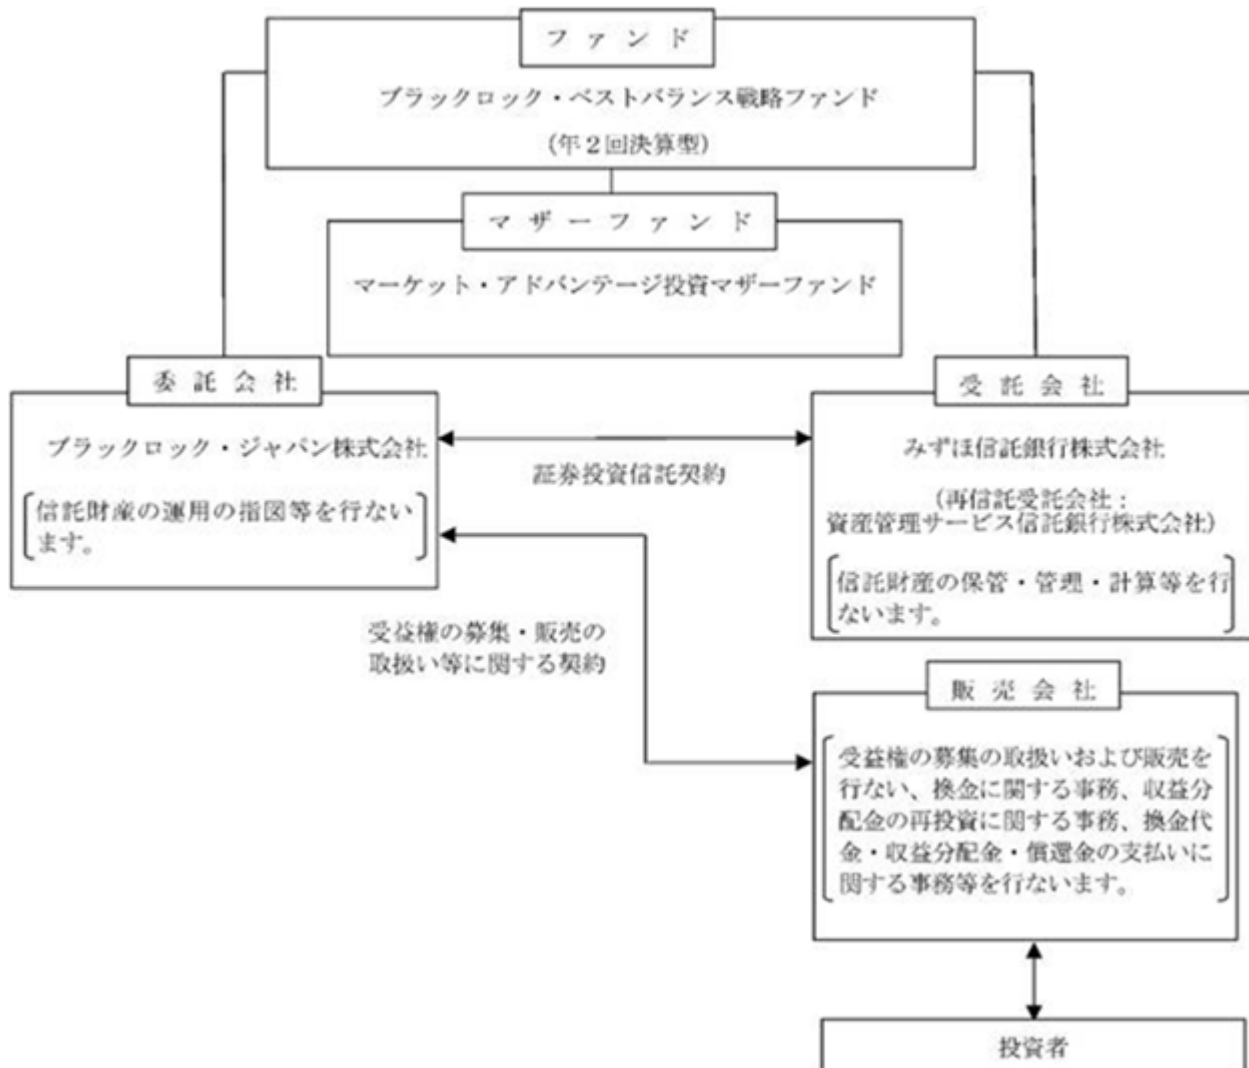 ファンド
ブラックロック・ベストバランス戦略ファンド
（年２回決算型）
マザーファンド
マーケット・アドバンテージ投資マザーファンド
委託会社
ブラックロック・ジャパン株式会社
信託財産の運用の指図等を行ない
ます。
証券投資信託契約
受託会社
みずほ信託銀行株式会社
（再信託受託会社：
資産管理サービス信託銀行株式会社）
信託財産の保管・管理・計算等を行
ないます。
受益権の募集・販売の
取扱い等に関する契約
販売会社
受益権の募集の取扱いおよび販売を
行ない、換金に関する事務、収益分
配金の再投資に関する事務、換金代
金・収益分配金・償還金の支払いに
関する事務等を行ないます。
投資者